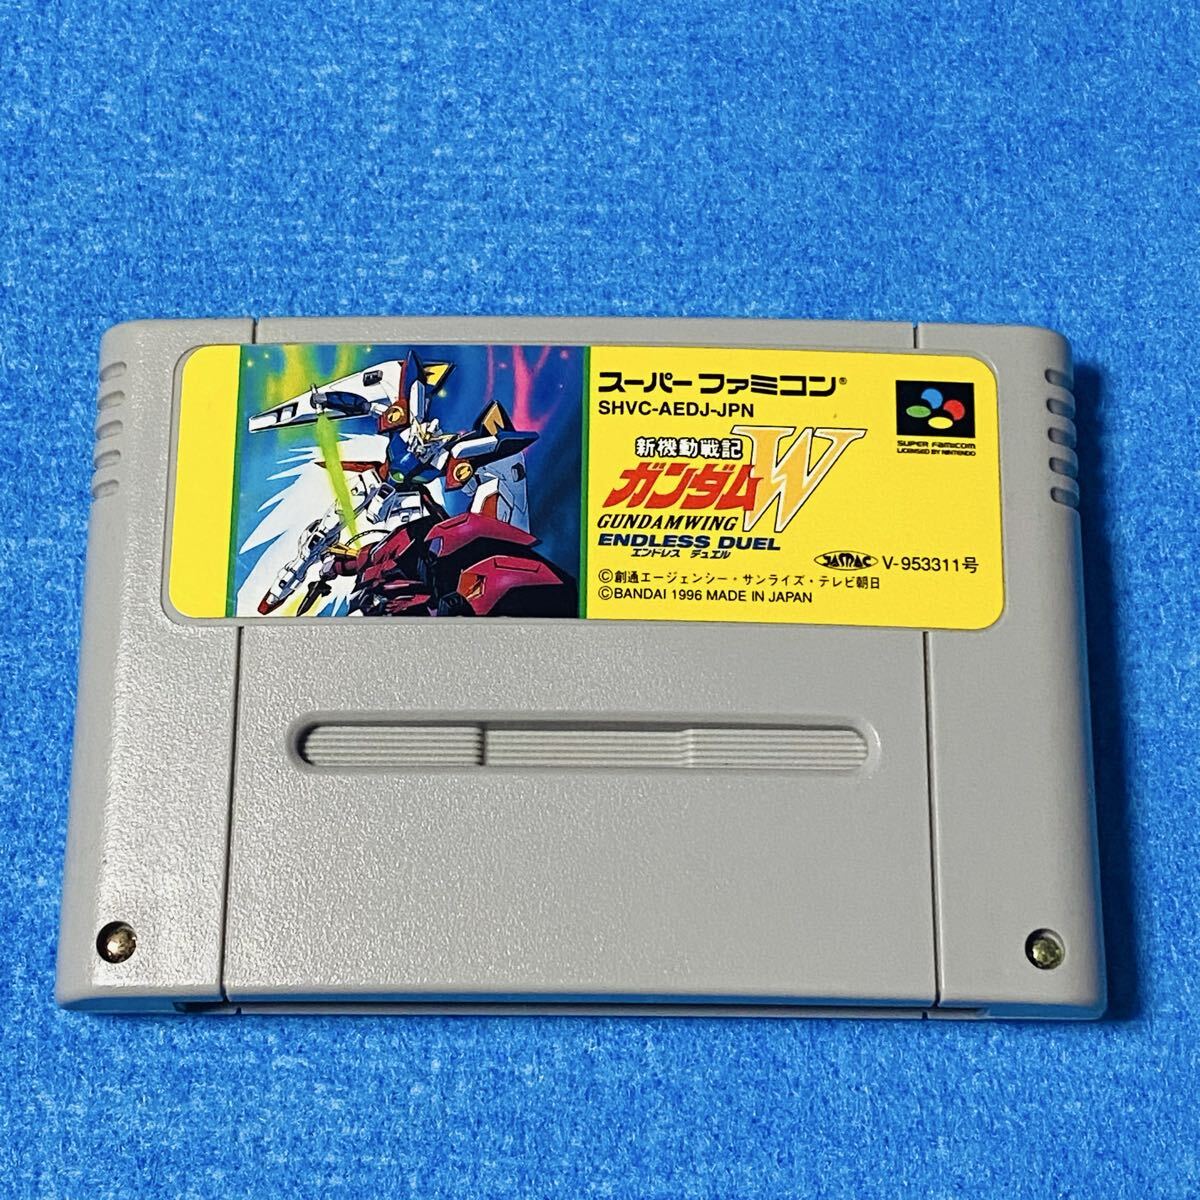 スーパーファミコン®
SHVC-AEDJ-JPN
SUPER FAMICOM
LICENSED BY NINTENDO
新機動戦記
ガンダムW
GUNDAMWING
ENDLESS DUEL
エンドレス デュエル
JASRAC V-953311号
©創通エージェンシー・サンライズ・テレビ朝日
©BANDAI 1996 MADE IN JAPAN